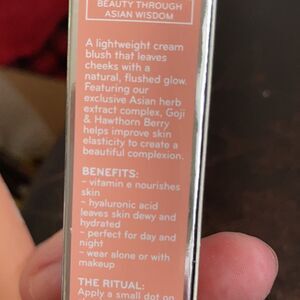 BEAUTY THROUGH
ASIAN WISDOM
A lightweight cream
blush that leaves
cheeks with a
natural, flushed glow.
Featuring our
exclusive Asian herb
extract complex, Goji
& Hawthorn Berry
helps improve skin
elasticity to create a
beautiful complexion.
BENEFITS:
- vitamin e nourishes
skin
- hyaluronic acid
leaves skin dewy and
hydrated
- perfect for day and
night
- wear alone or with
makeup
THE RITUAL:
Apply a small dot on